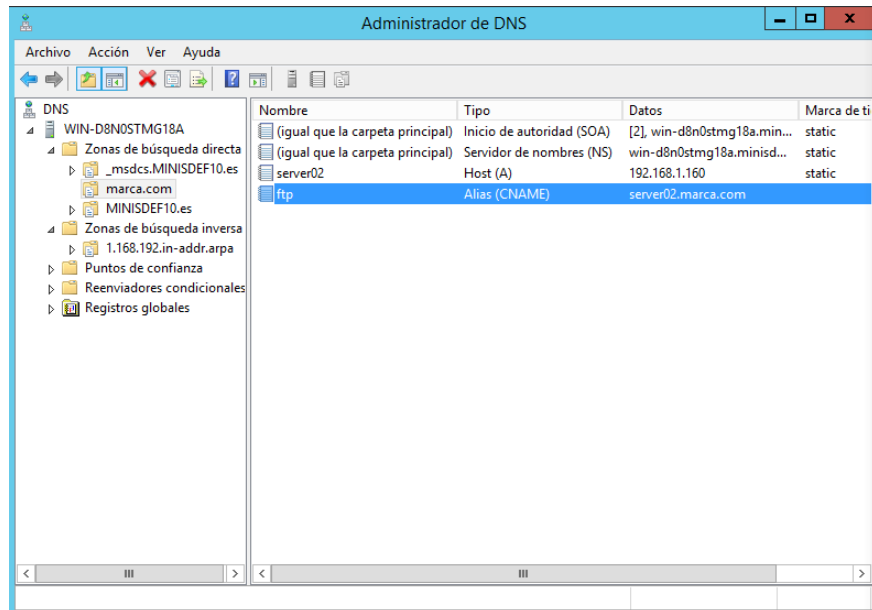 Administrador de DNS
Archivo Acción Ver Ayuda
DNS
WIN-D8N0STMG18A
Zonas de búsqueda directa
_msdcs.MINISDEF10.es
marca.com
MINISDEF10.es
Zonas de búsqueda inversa
1.168.192.in-addr.arpa
Puntos de confianza
Reenviadores condicionales
Registros globales
Nombre Tipo Datos Marca de ti
(igual que la carpeta principal) Inicio de autoridad (SOA) [2], win-d8n0stmg18a.min... static
(igual que la carpeta principal) Servidor de nombres (NS) win-d8n0stmg18a.minisd... static
server02 Host (A) 192.168.1.160 static
ftp Alias (CNAME) server02.marca.com